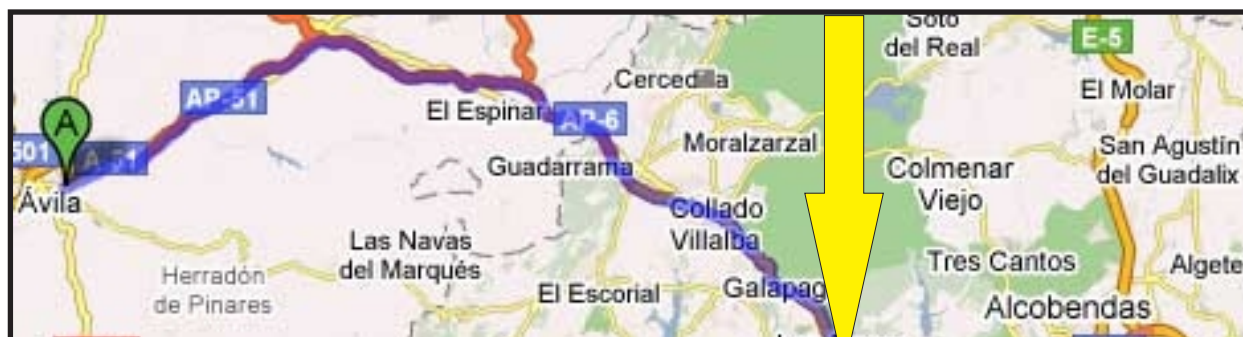 Soto
del Real
E-5
Cercedilla
El Molar
AP-51
El Espinar
AP-6
A
Moralzarzal
San Agustín
del Guadalix
501
A-51
Guadarrama
Colmenar
Viejo
Ávila
Collado
Villalba
Las Navas
del Marqués
Tres Cantos
Algete
Herradón
de Pinares
El Escorial
Galapag
Alcobendas